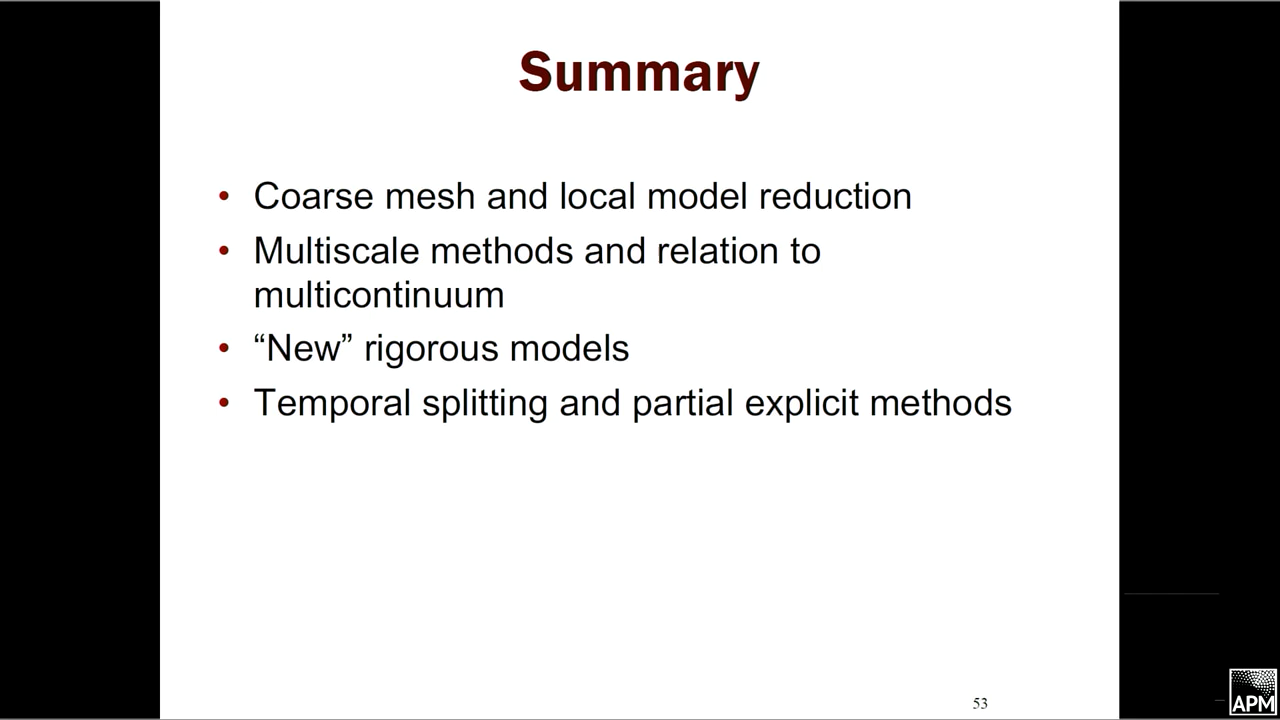 Summary
• Coarse mesh and local model reduction
• Multiscale methods and relation to
multicontinuum
• “New” rigorous models
• Temporal splitting and partial explicit methods
53
APM